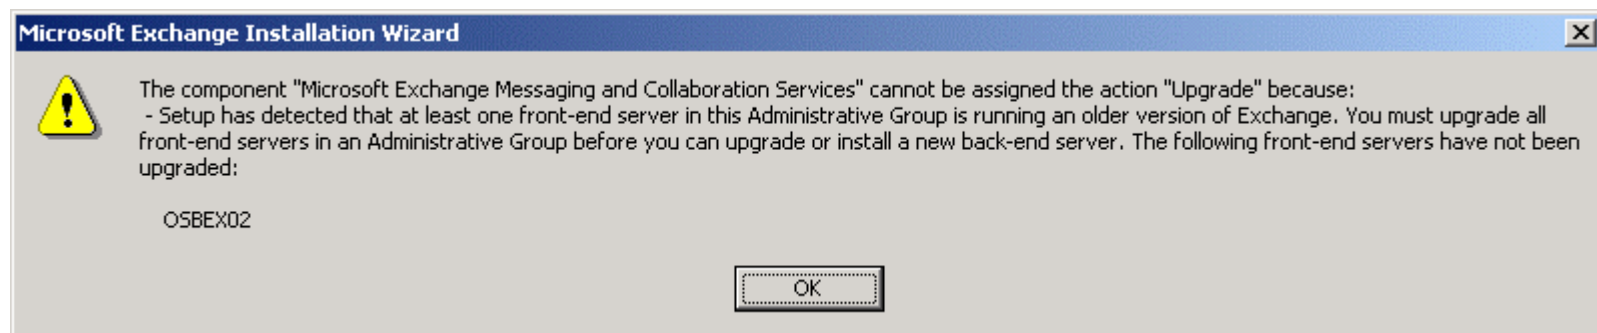 Microsoft Exchange Installation Wizard
The component "Microsoft Exchange Messaging and Collaboration Services" cannot be assigned the action "Upgrade" because:
- Setup has detected that at least one front-end server in this Administrative Group is running an older version of Exchange. You must upgrade all
front-end servers in an Administrative Group before you can upgrade or install a new back-end server. The following front-end servers have not been
upgraded:
OSBEX02
OK